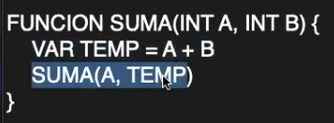 FUNCION SUMA(INT A, INT B) {
VAR TEMP = A + B
SUMA(A, TEMP)
}